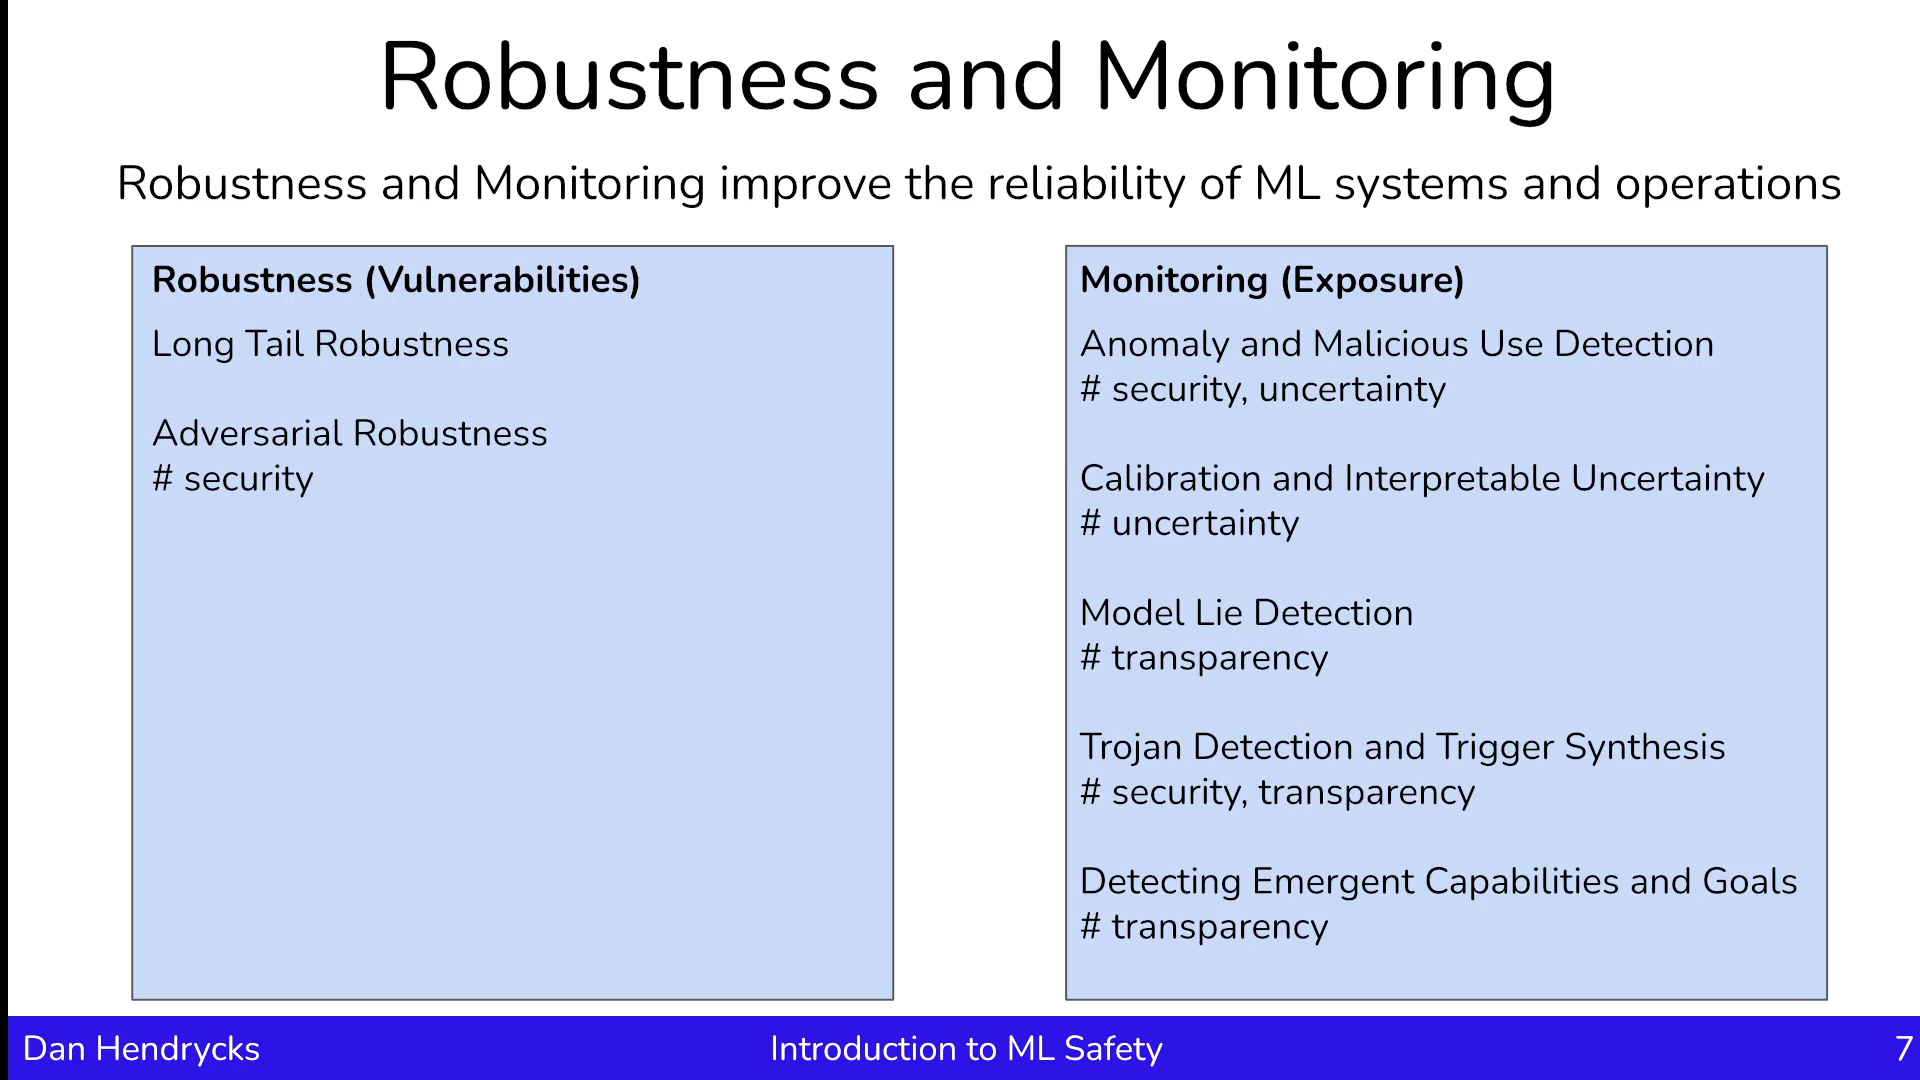 Robustness and Monitoring
Robustness and Monitoring improve the reliability of ML systems and operations
Robustness (Vulnerabilities)
Long Tail Robustness
Adversarial Robustness
# security
Monitoring (Exposure)
Anomaly and Malicious Use Detection
# security, uncertainty
Calibration and Interpretable Uncertainty
# uncertainty
Model Lie Detection
# transparency
Trojan Detection and Trigger Synthesis
# security, transparency
Detecting Emergent Capabilities and Goals
# transparency
Dan Hendrycks
Introduction to ML Safety
7